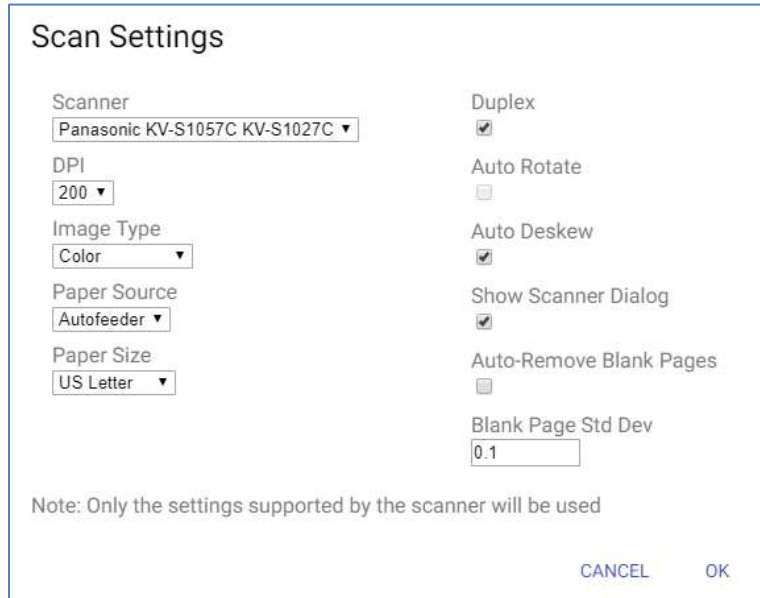 Scan Settings
Scanner
Panasonic KV-S1057C KV-S1027C
DPI
200
Image Type
Color
Paper Source
Autofeeder
Paper Size
US Letter
Duplex
Auto Rotate
Auto Deskew
Show Scanner Dialog
Auto-Remove Blank Pages
Blank Page Std Dev
0.1
Note: Only the settings supported by the scanner will be used
CANCEL OK